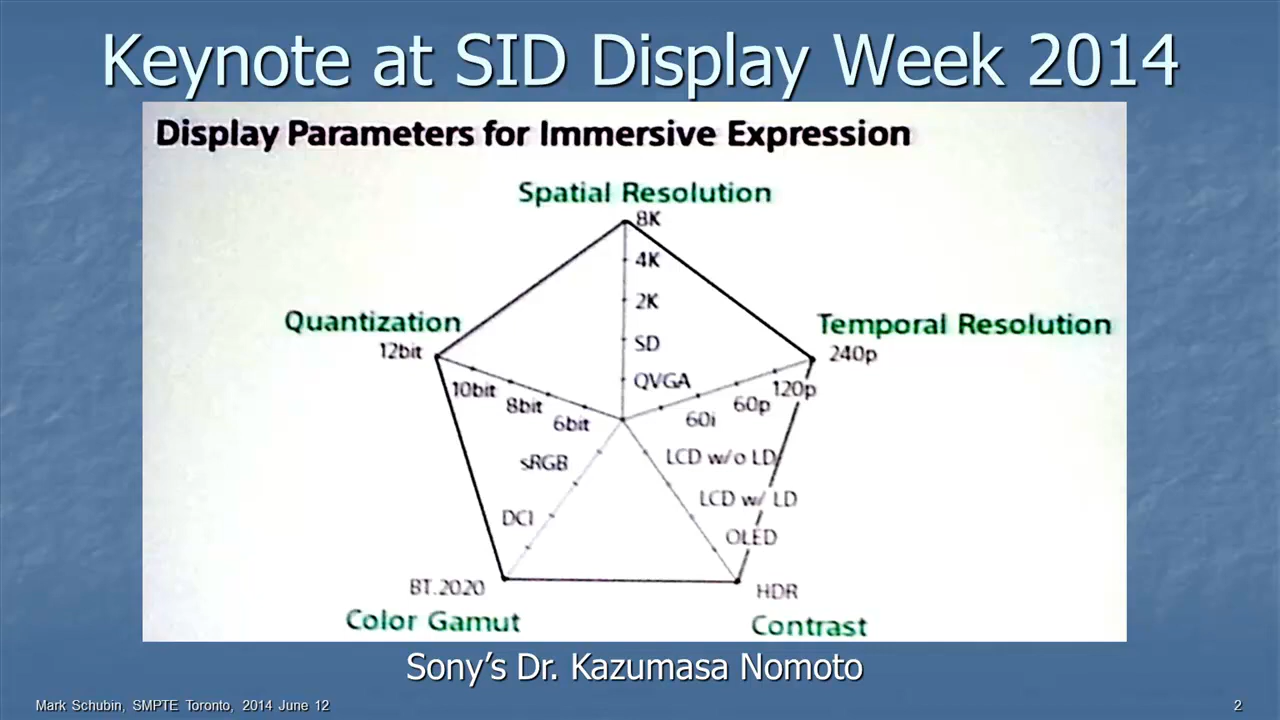 Keynote at SID Display Week 2014
Display Parameters for Immersive Expression
Spatial Resolution
8K
4K
2K
SD
QVGA
Quantization
12bit
10bit
8bit
6bit
Temporal Resolution
240p
120p
60p
60i
sRGB
DCI
BT.2020
Color Gamut
LCD w/o LD
LCD w/ LD
OLED
HDR
Contrast
Sony’s Dr. Kazumasa Nomoto
Mark Schubin, SMPTE Toronto, 2014 June 12
2